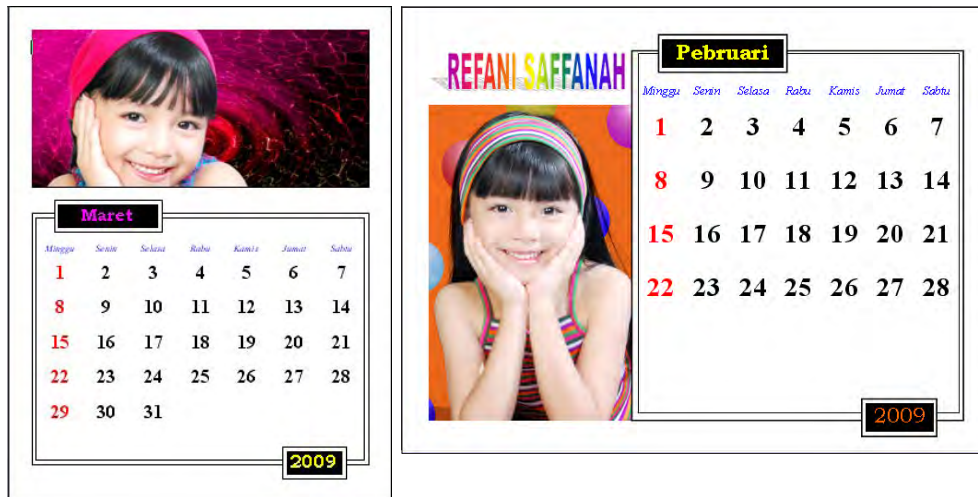 Maret
Minggu Senin Selasa Rabu Kamis Jumat Sabtu
1 2 3 4 5 6 7
8 9 10 11 12 13 14
15 16 17 18 19 20 21
22 23 24 25 26 27 28
29 30 31
2009
REFANI SAFFANAH
Pebruari
Minggu Senin Selasa Rabu Kamis Jumat Sabtu
1 2 3 4 5 6 7
8 9 10 11 12 13 14
15 16 17 18 19 20 21
22 23 24 25 26 27 28
2009